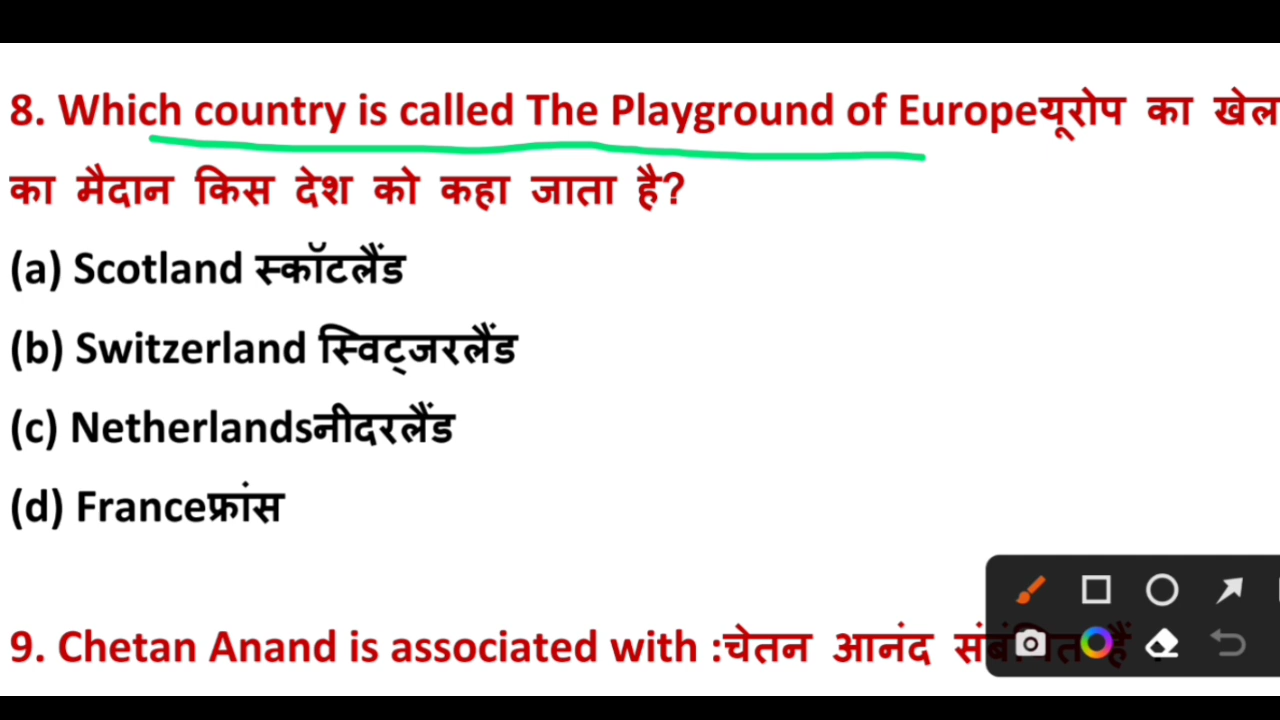 8. Which country is called The Playground of Europeयूरोप का खेल
का मैदान किस देश को कहा जाता है?
(a) Scotland स्कॉटलैंड
(b) Switzerland स्विट्जरलैंड
(c) Netherlandsनीदरलैंड
(d) Franceफ्रांस
9. Chetan Anand is associated with :चेतन आनंद